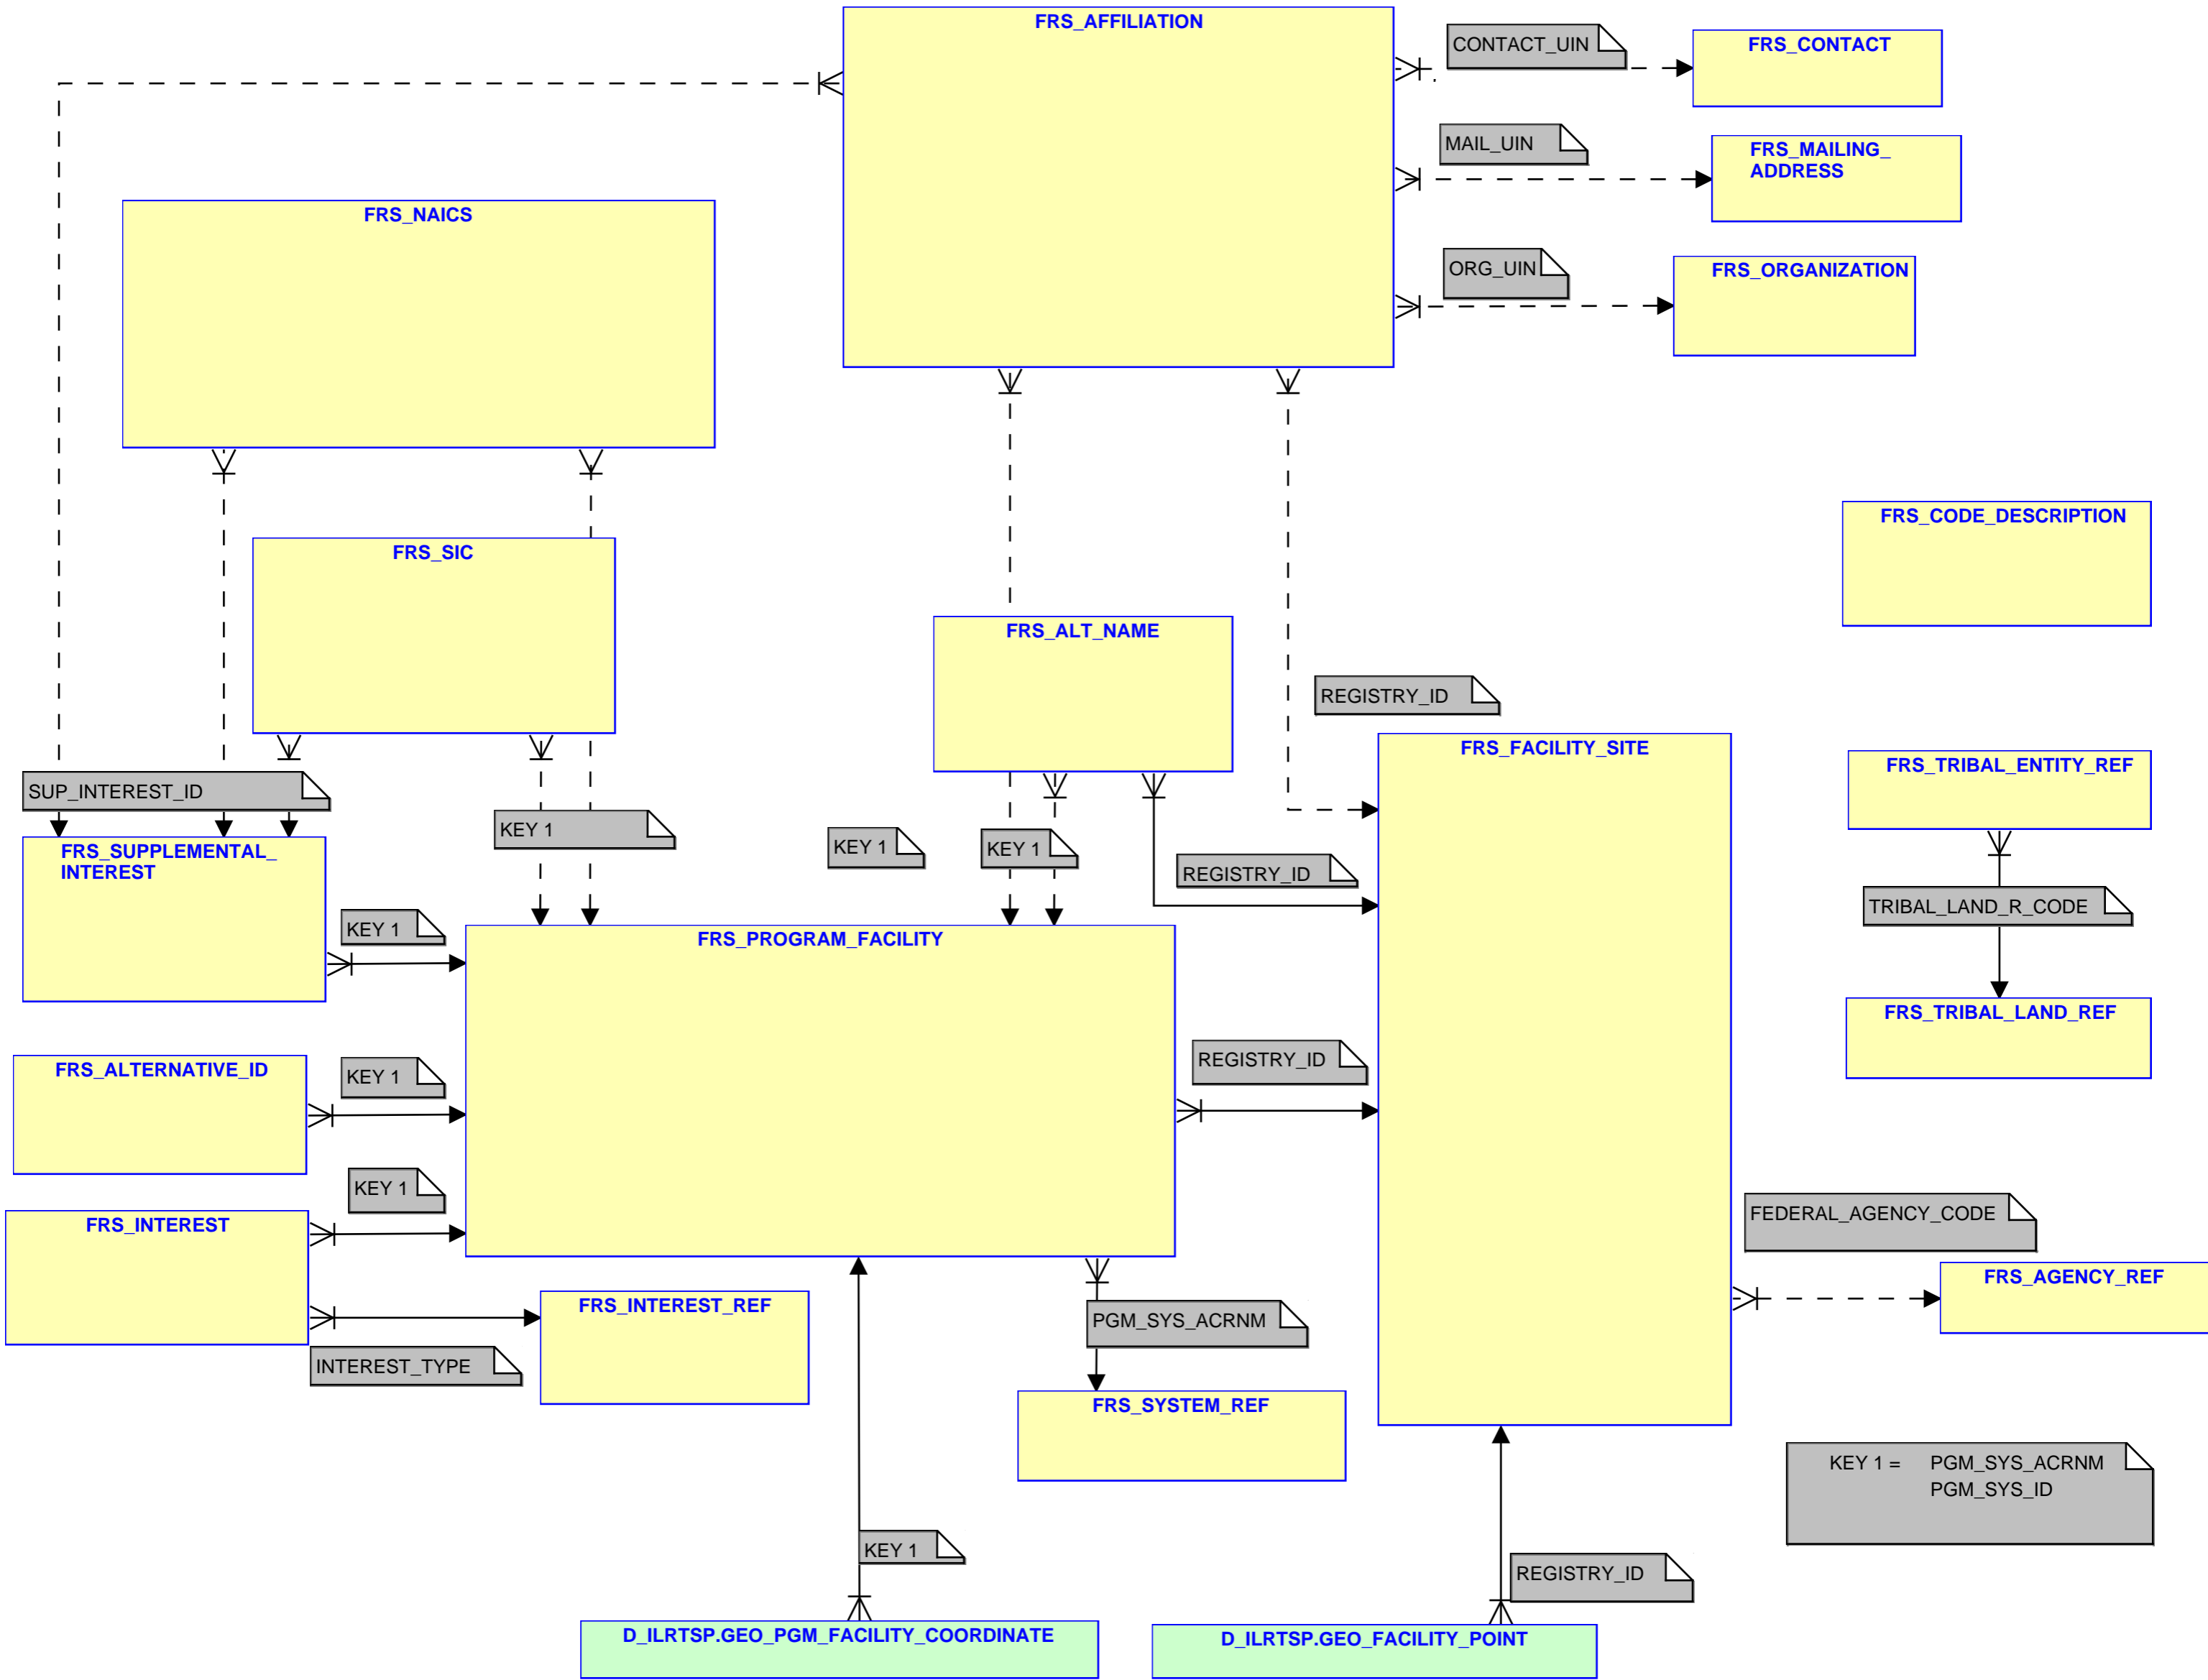 FRS_AFFILIATION
CONTACT_UIN
FRS_CONTACT
MAIL_UIN
FRS_MAILING_
ADDRESS
FRS_NAICS
ORG_UIN
FRS_ORGANIZATION
FRS_CODE_DESCRIPTION
FRS_SIC
FRS_ALT_NAME
REGISTRY_ID
FRS_FACILITY_SITE
FRS_TRIBAL_ENTITY_REF
SUP_INTEREST_ID
KEY 1
KEY 1
KEY 1
FRS_SUPPLEMENTAL_
INTEREST
REGISTRY_ID
TRIBAL_LAND_R_CODE
KEY 1
FRS_PROGRAM_FACILITY
FRS_TRIBAL_LAND_REF
FRS_ALTERNATIVE_ID
KEY 1
REGISTRY_ID
KEY 1
FRS_INTEREST
FEDERAL_AGENCY_CODE
FRS_AGENCY_REF
FRS_INTEREST_REF
PGM_SYS_ACRNM
INTEREST_TYPE
FRS_SYSTEM_REF
KEY 1 = PGM_SYS_ACRNM
PGM_SYS_ID
KEY 1
REGISTRY_ID
D_ILRTSP.GEO_PGM_FACILITY_COORDINATE
D_ILRTSP.GEO_FACILITY_POINT